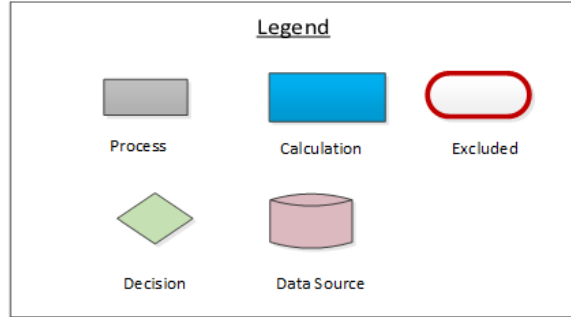 Legend
Process
Calculation
Excluded
Decision
Data Source